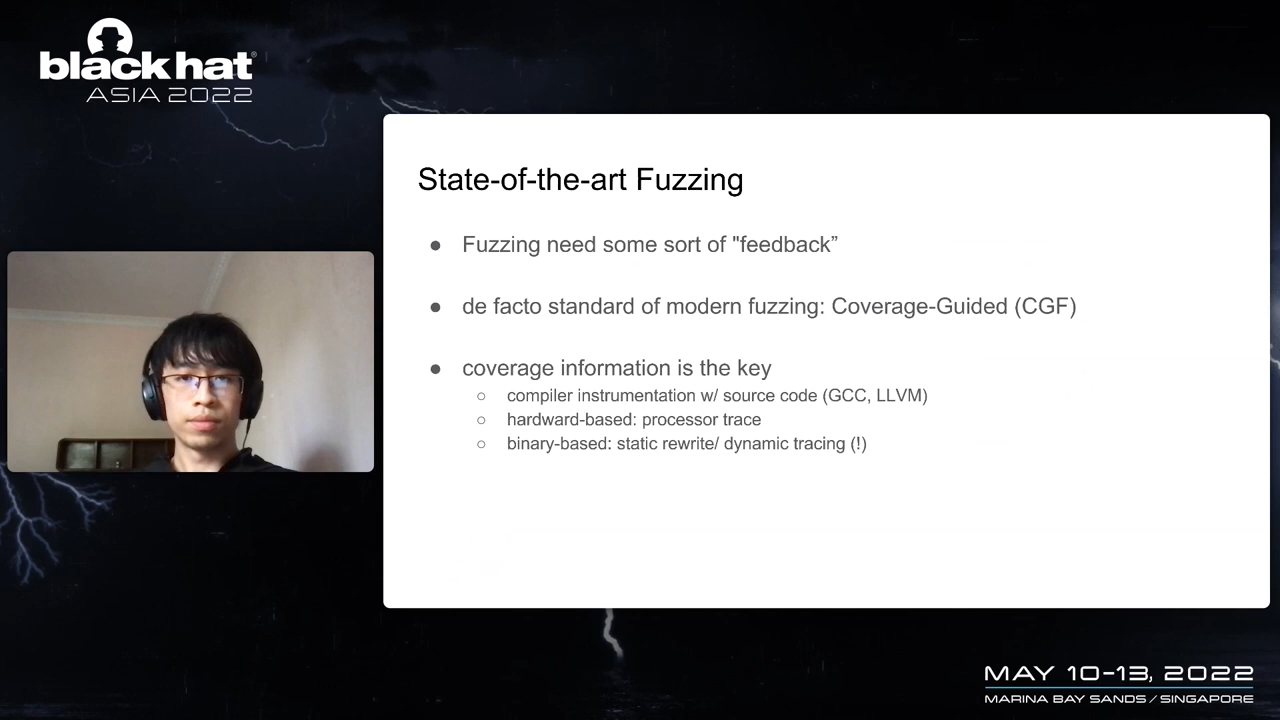 black hat®
ASIA 2022
State-of-the-art Fuzzing
● Fuzzing need some sort of "feedback”
● de facto standard of modern fuzzing: Coverage-Guided (CGF)
● coverage information is the key
○ compiler instrumentation w/ source code (GCC, LLVM)
○ hardward-based: processor trace
○ binary-based: static rewrite/ dynamic tracing (!)
MAY 10-13, 2022
MARINA BAY SANDS / SINGAPORE